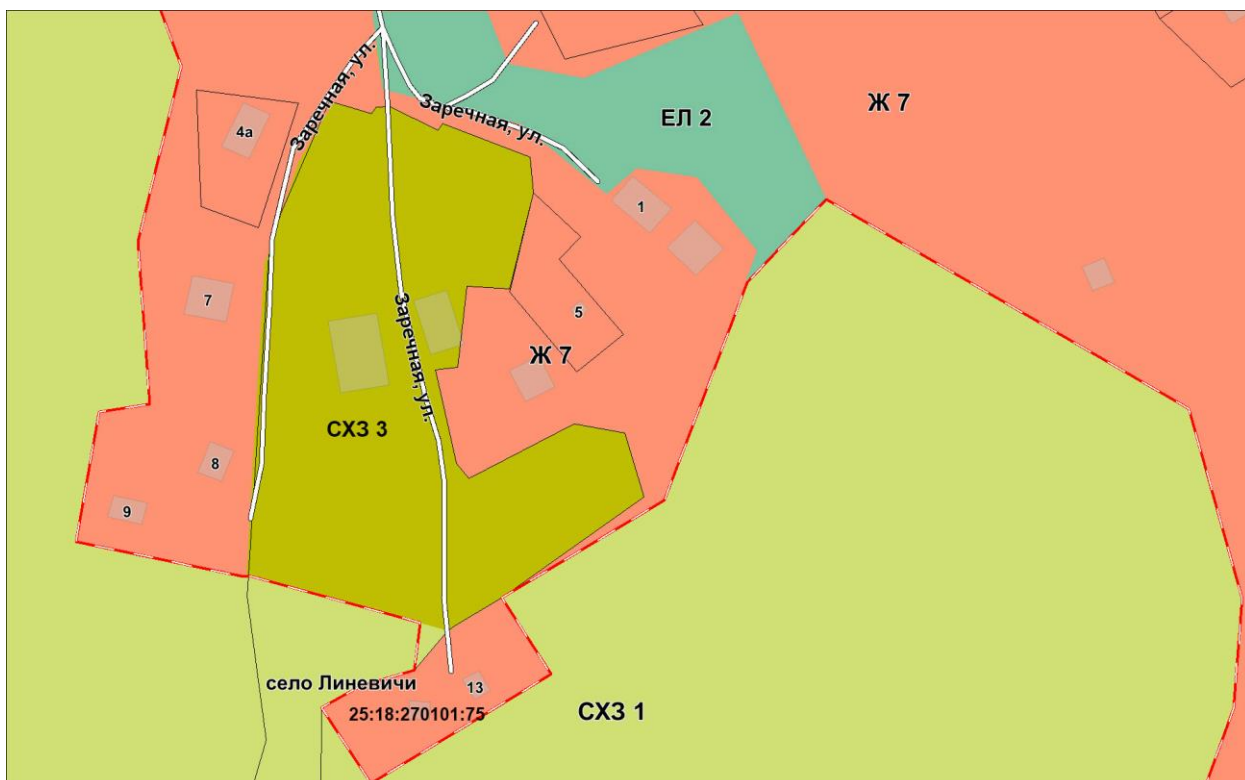 Заречная, ул.
Заречная, ул.
ЕЛ 2
Ж 7
4а
1
7
Заречная, ул.
5
Ж 7
СХЗ 3
8
9
село Линевичи
13
25:18:270101:75
СХЗ 1